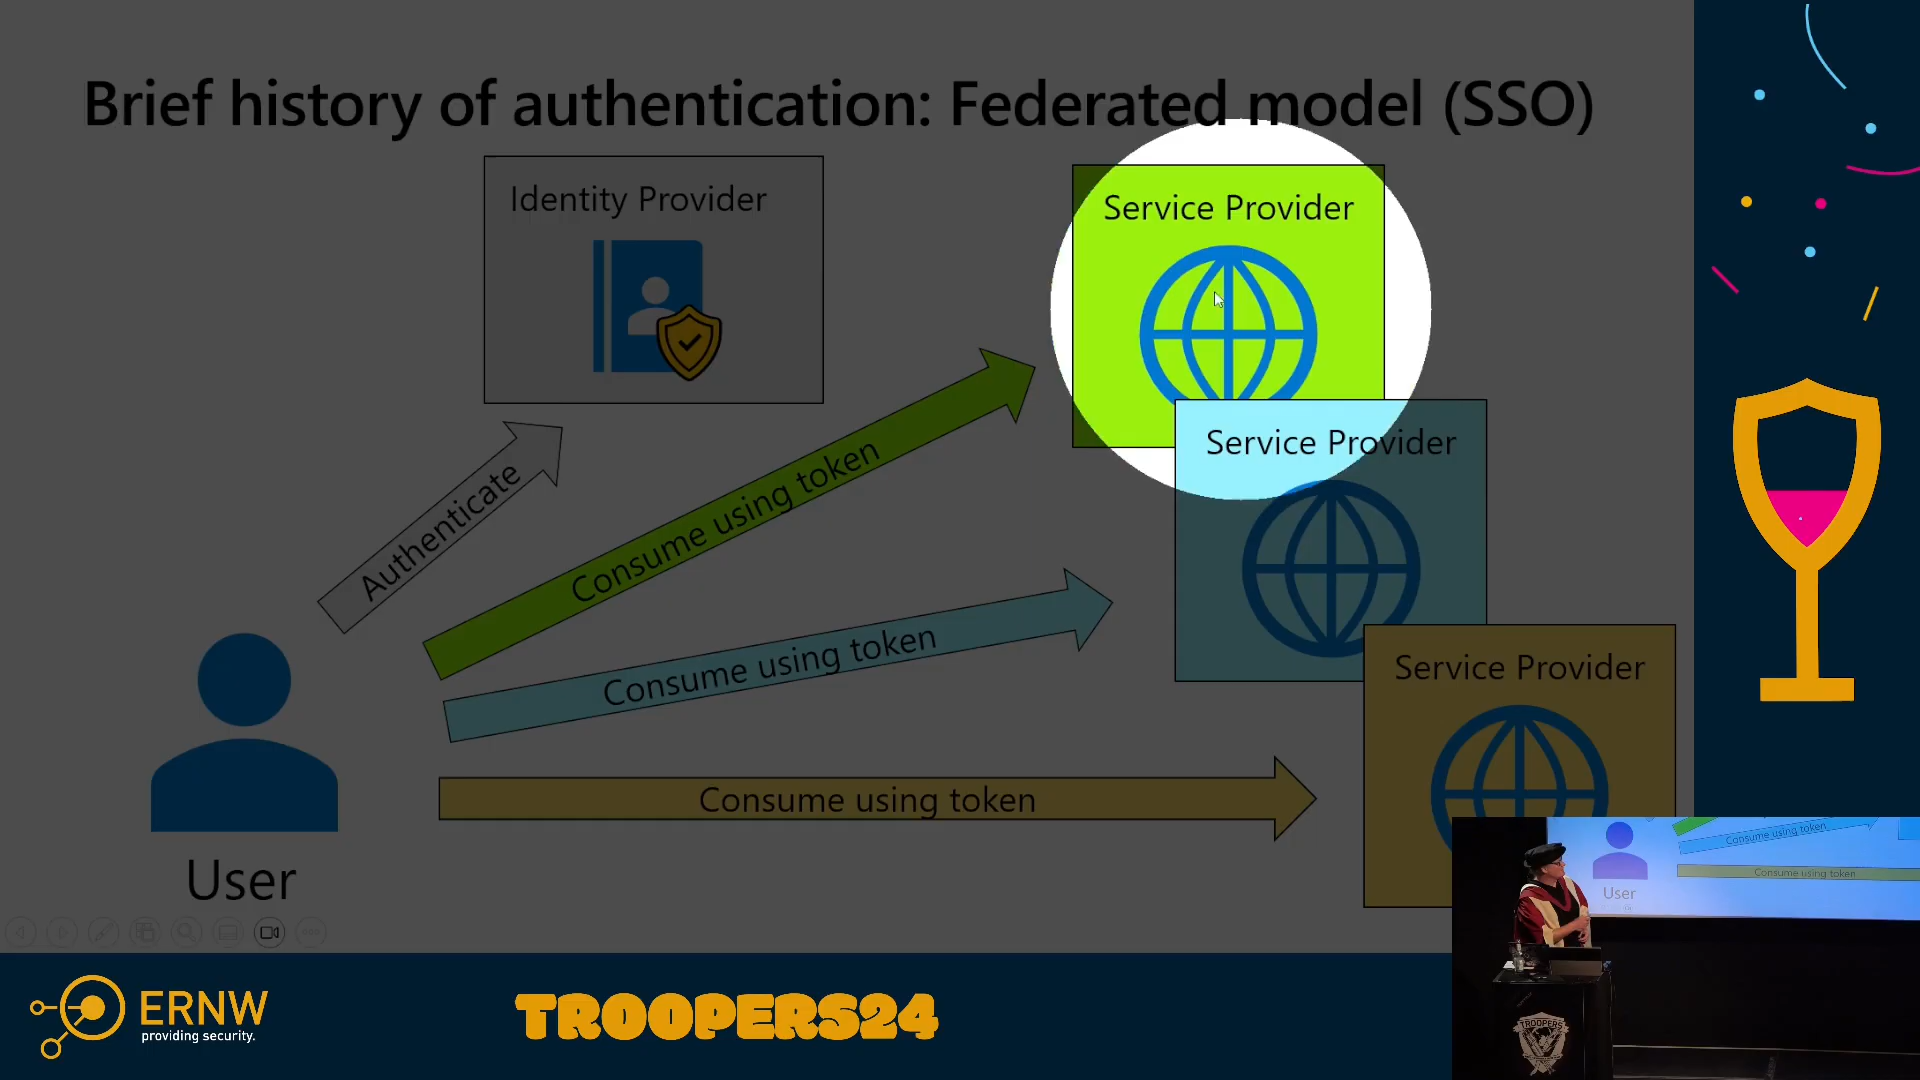 Brief history of authentication: Federated model (SSO)
Identity Provider
Service Provider
Service Provider
Service Provider
Authenticate
Consume using token
Consume using token
Consume using token
User
Consume using token
Consume using token
User
ERNW
providing security.
TROOPERS24
TROOPERS